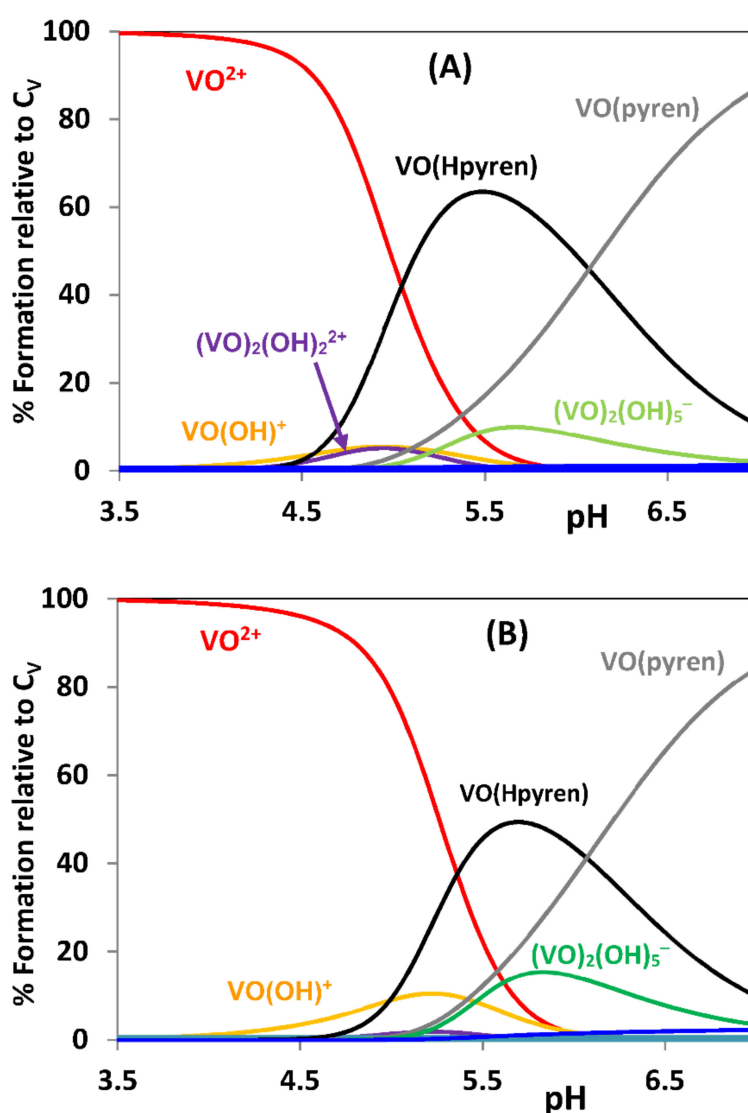 % Formation relative to C_V
100
80
60
40
20
0
(A)
VO²⁺
VO(pyren)
VO(Hpyren)
(VO)₂(OH)₂²⁺
VO(OH)⁺
(VO)₂(OH)₅⁻
3.5 4.5 5.5 pH 6.5
% Formation relative to C_V
100
80
60
40
20
0
(B)
VO²⁺
VO(pyren)
VO(Hpyren)
(VO)₂(OH)₅⁻
VO(OH)⁺
3.5 4.5 5.5 6.5
pH